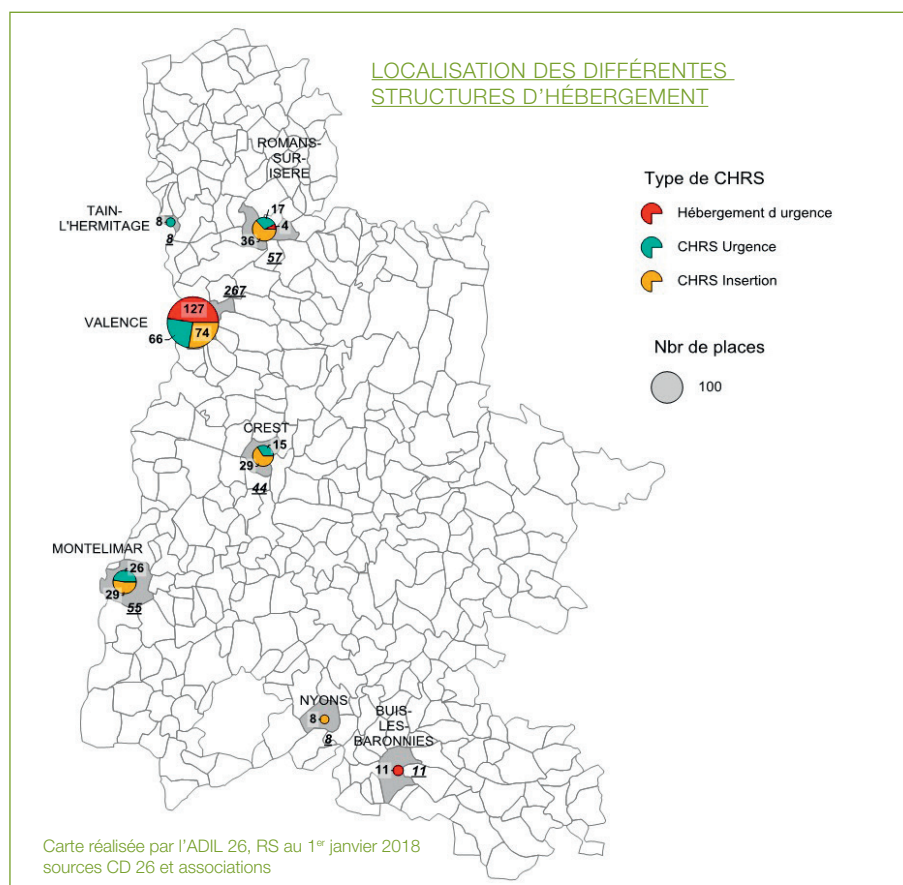 LOCALISATION DES DIFFÉRENTES
STRUCTURES D'HÉBERGEMENT
ROMANS-
SUR-
ISERE
17
4
36
57
TAIN-
L'HERMITAGE
8
8
Type de CHRS
Hébergement d urgence
CHRS Urgence
CHRS Insertion
Nbr de places
100
267
VALENCE
127
74
66
CREST
15
29
44
MONTELIMAR
26
29
55
NYONS
8
8
BUIS-
LES-
BARONNIES
11
11
Carte réalisée par l'ADIL 26, RS au 1er janvier 2018
sources CD 26 et associations